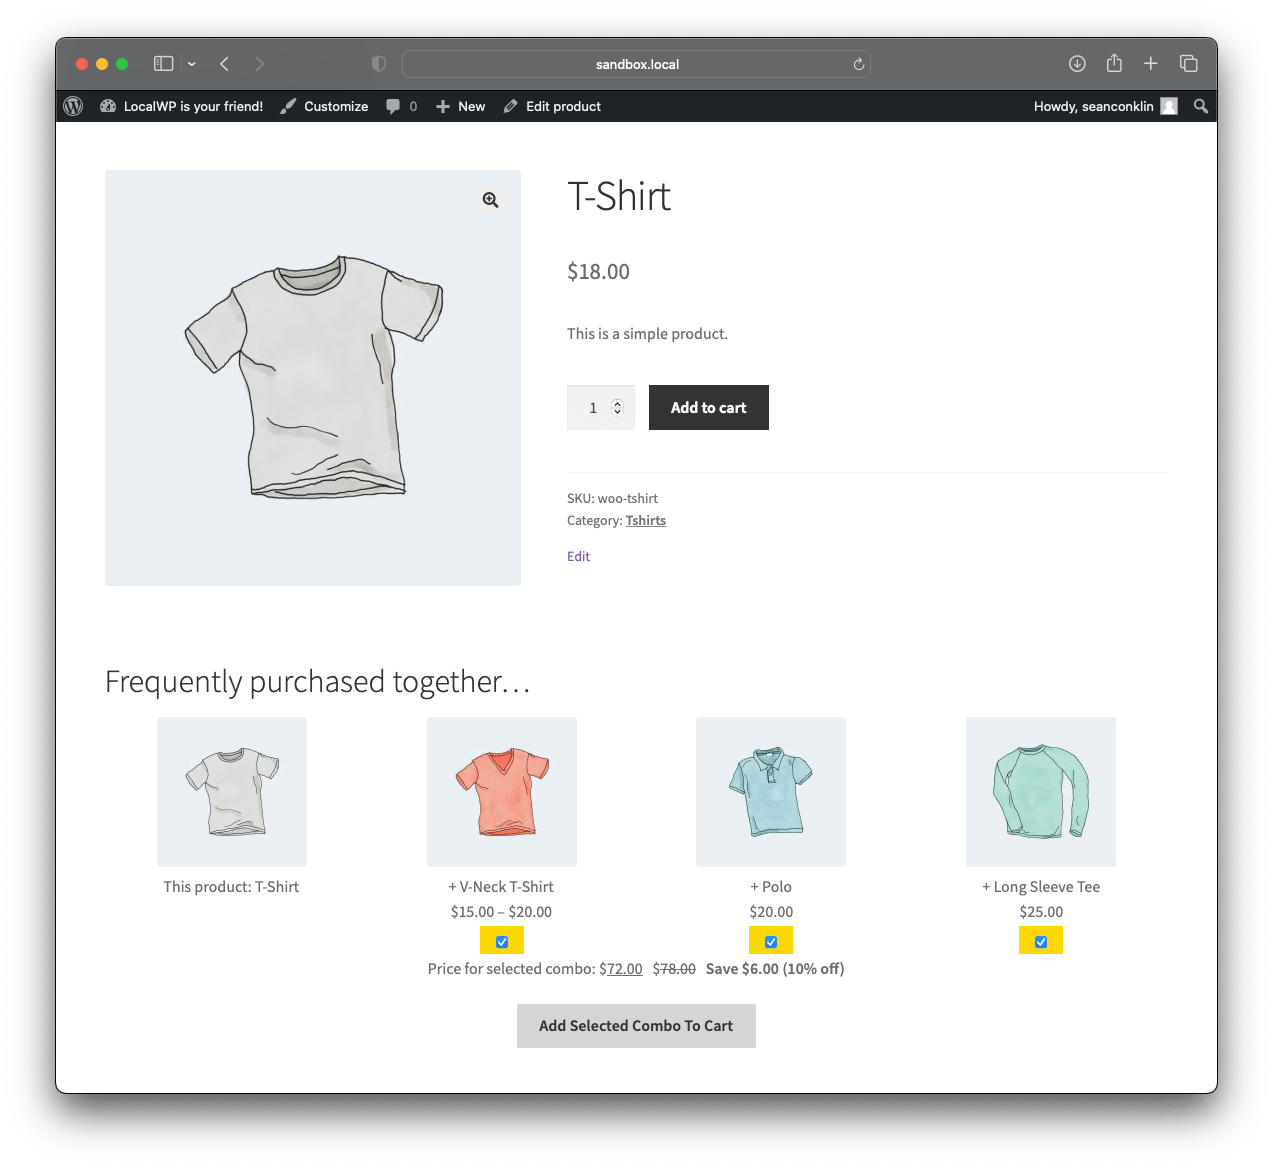 sandbox.local
LocalWP is your friend! Customize 0 New Edit product Howdy, seanconklin
T-Shirt
$18.00
This is a simple product.
1 Add to cart
SKU: woo-tshirt
Category: Tshirts
Edit
Frequently purchased together…
This product: T-Shirt + V-Neck T-Shirt + Polo + Long Sleeve Tee
$15.00 – $20.00 $20.00 $25.00
Price for selected combo: $72.00 $78.00 Save $6.00 (10% off)
Add Selected Combo To Cart